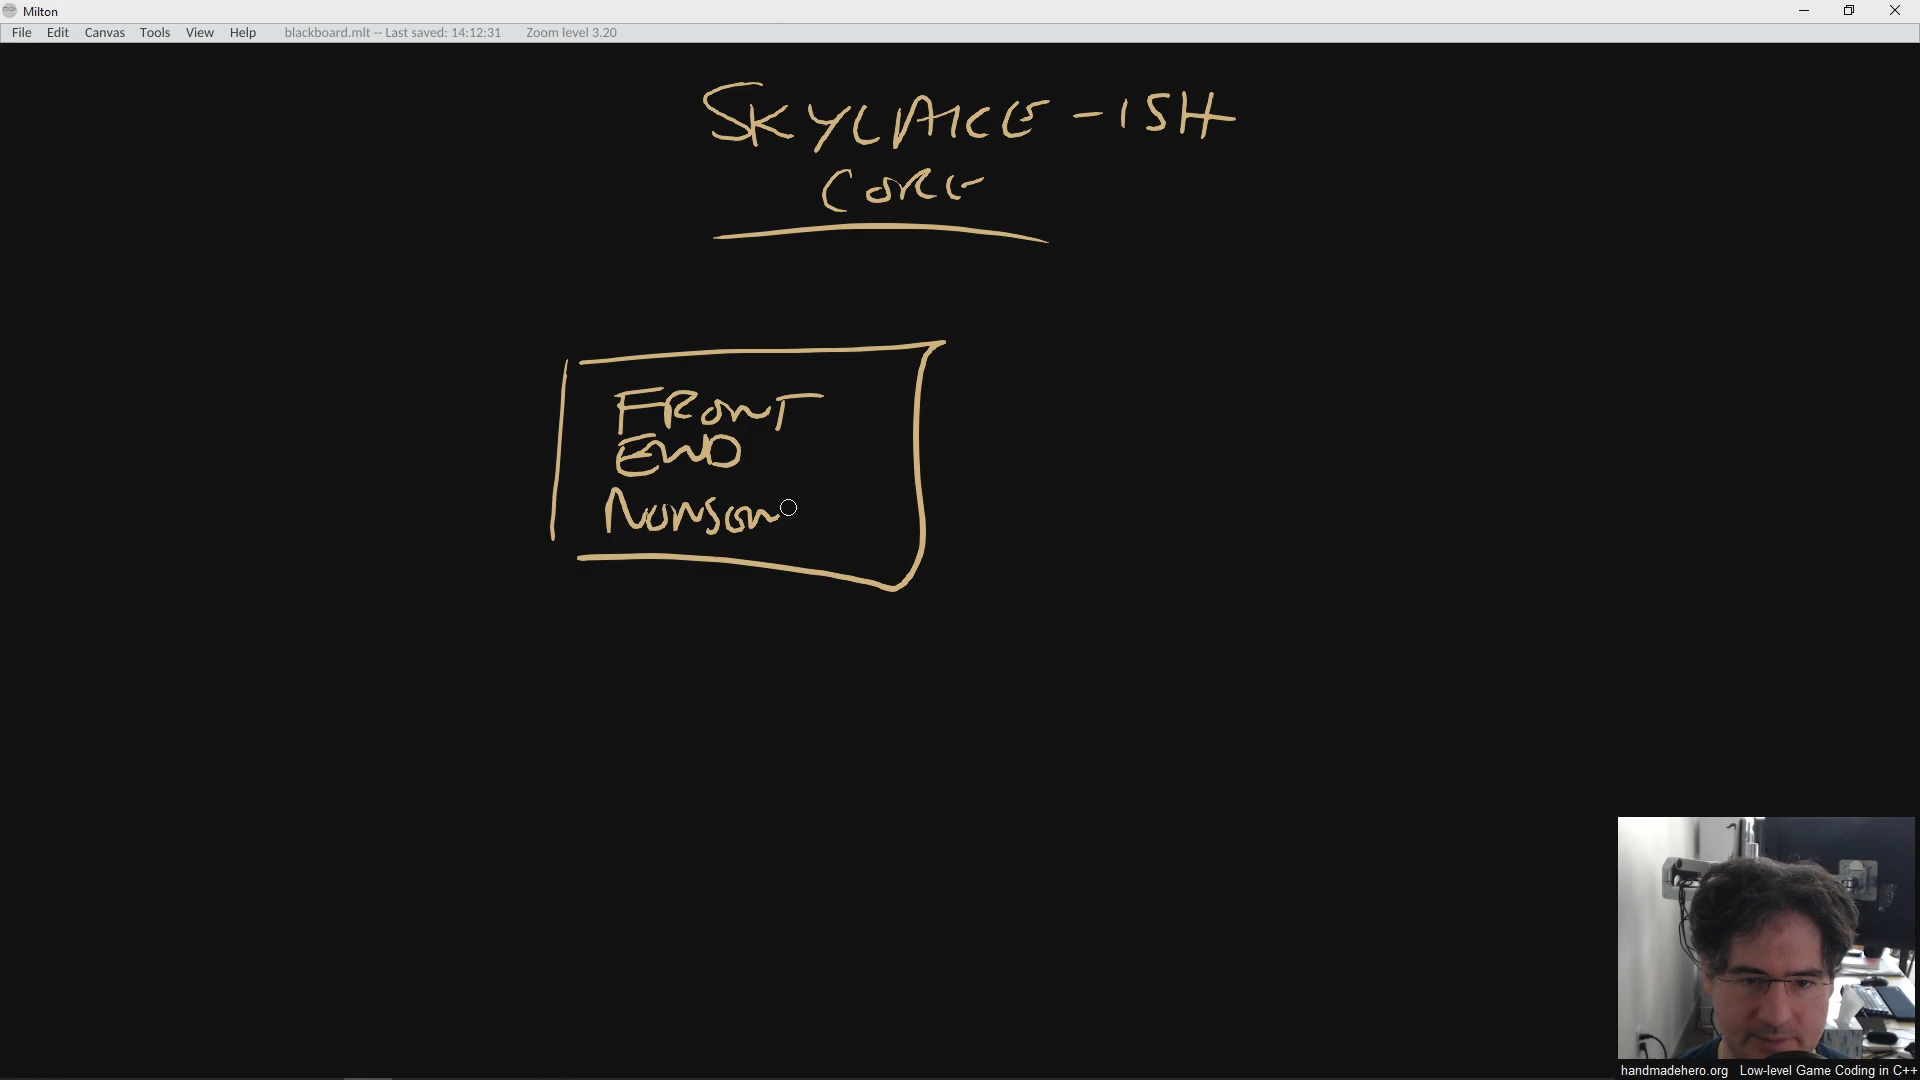 Milton
File Edit Canvas Tools View Help blackboard.mlt -- Last saved: 14:12:31 Zoom level 3.20
SKYLAKE-ISH
CORE
FRONT
END
NONSEN
handmadehero.org Low-level Game Coding in C++